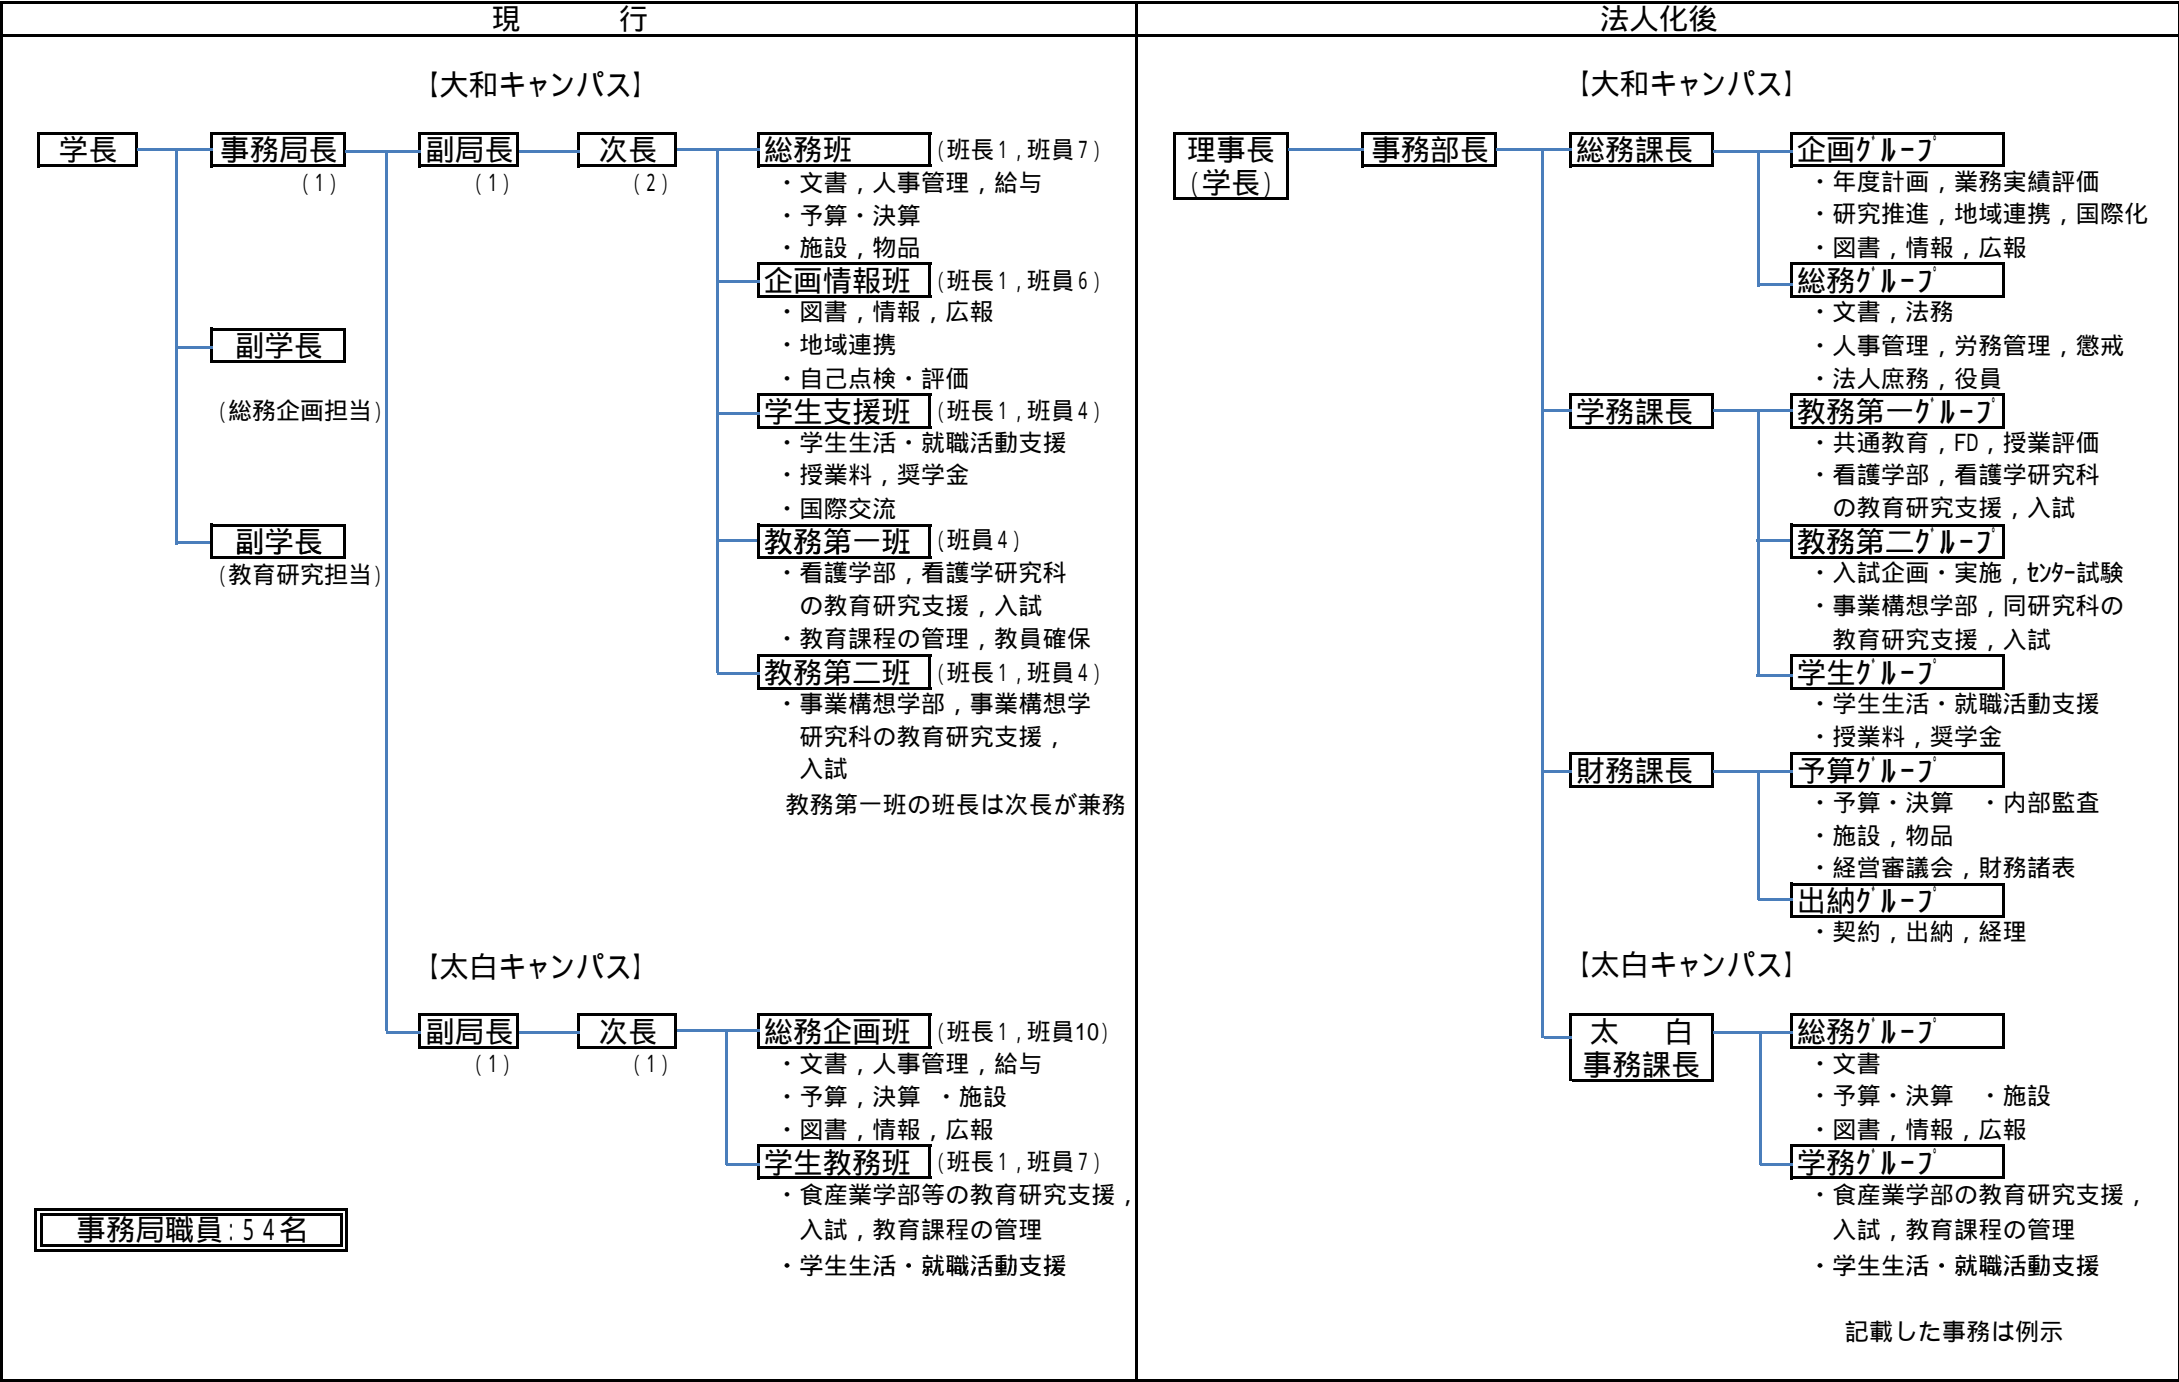 現　　　行
【大和キャンパス】
学長
事務局長
(1)
副局長
(1)
次長
(2)
総務班 (班長1,班員7)
・文書，人事管理，給与
・予算・決算
・施設，物品
企画情報班 (班長1,班員6)
・図書，情報，広報
・地域連携
・自己点検・評価
副学長
(総務企画担当)
学生支援班 (班長1,班員4)
・学生生活・就職活動支援
・授業料，奨学金
・国際交流
副学長
(教育研究担当)
教務第一班 (班員4)
・看護学部，看護学研究科
の教育研究支援，入試
・教育課程の管理，教員確保
教務第二班 (班長1,班員4)
・事業構想学部，事業構想学
研究科の教育研究支援，
入試
教務第一班の班長は次長が兼務
【太白キャンパス】
副局長
(1)
次長
(1)
総務企画班 (班長1,班員10)
・文書，人事管理，給与
・予算，決算　・施設
・図書，情報，広報
学生教務班 (班長1,班員7)
・食産業学部等の教育研究支援，
入試，教育課程の管理
・学生生活・就職活動支援
事務局職員:54名
法人化後
【大和キャンパス】
理事長
(学長)
事務部長
総務課長
企画ｸﾞﾙｰﾌﾟ
・年度計画，業務実績評価
・研究推進，地域連携，国際化
・図書，情報，広報
総務ｸﾞﾙｰﾌﾟ
・文書，法務
・人事管理，労務管理，懲戒
・法人庶務，役員
学務課長
教務第一ｸﾞﾙｰﾌﾟ
・共通教育，FD，授業評価
・看護学部，看護学研究科
の教育研究支援，入試
教務第二ｸﾞﾙｰﾌﾟ
・入試企画・実施，ｾﾝﾀｰ試験
・事業構想学部，同研究科の
教育研究支援，入試
学生ｸﾞﾙｰﾌﾟ
・学生生活・就職活動支援
・授業料，奨学金
財務課長
予算ｸﾞﾙｰﾌﾟ
・予算・決算　・内部監査
・施設，物品
・経営審議会，財務諸表
出納ｸﾞﾙｰﾌﾟ
・契約，出納，経理
【太白キャンパス】
太　白
事務課長
総務ｸﾞﾙｰﾌﾟ
・文書
・予算・決算　・施設
・図書，情報，広報
学務ｸﾞﾙｰﾌﾟ
・食産業学部の教育研究支援，
入試，教育課程の管理
・学生生活・就職活動支援
記載した事務は例示